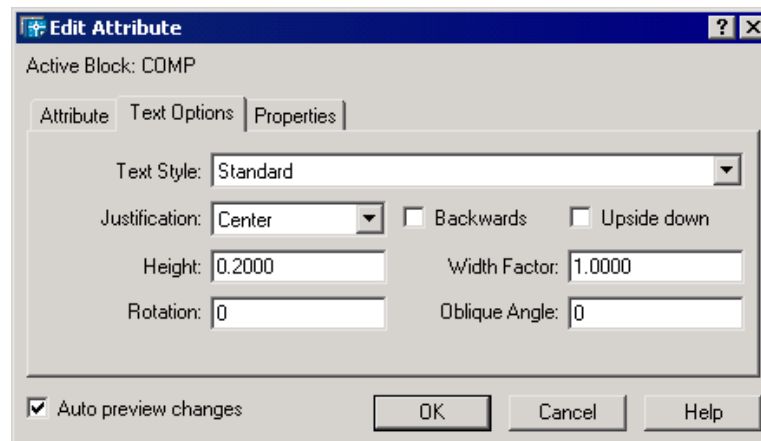 Edit Attribute
Active Block: COMP
Attribute Text Options Properties
Text Style: Standard
Justification: Center Backwards Upside down
Height: 0.2000 Width Factor: 1.0000
Rotation: 0 Oblique Angle: 0
Auto preview changes OK Cancel Help